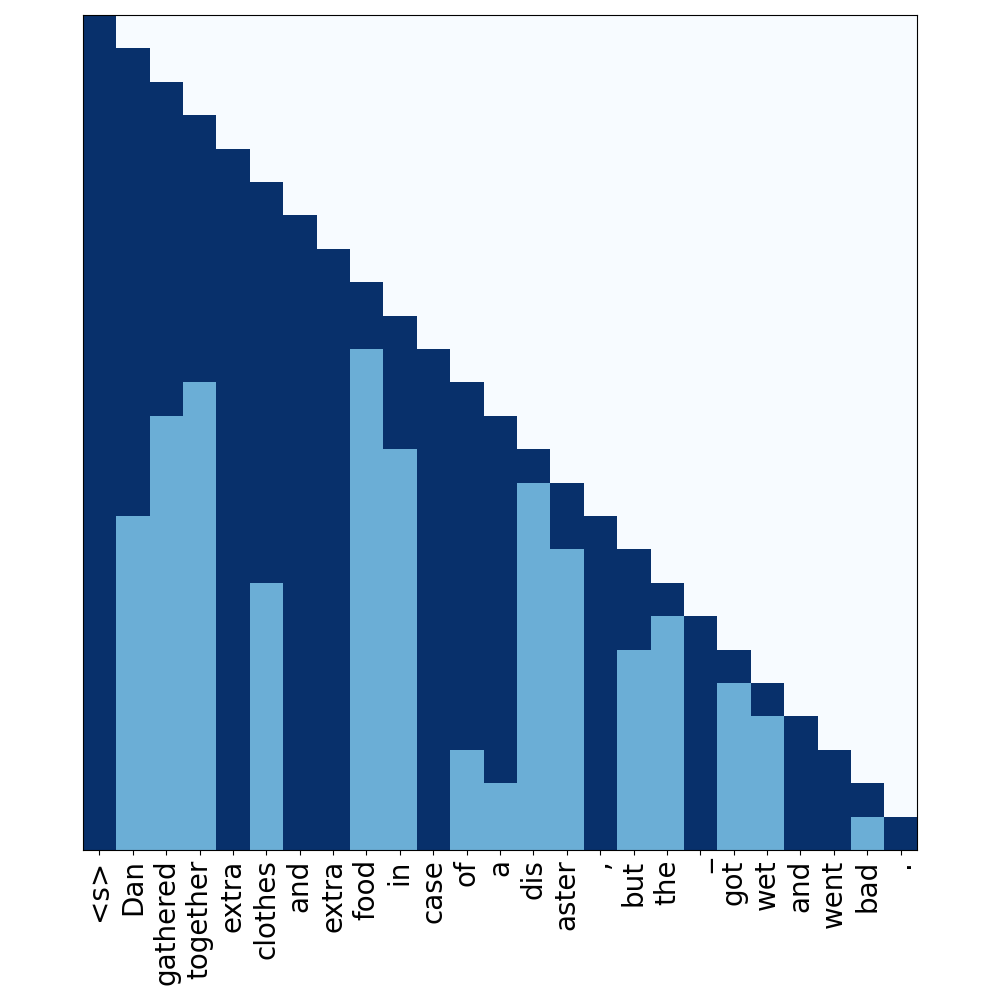 <s> Dan gathered together extra clothes and extra food in case of a dis aster , but the _ got wet and went bad .